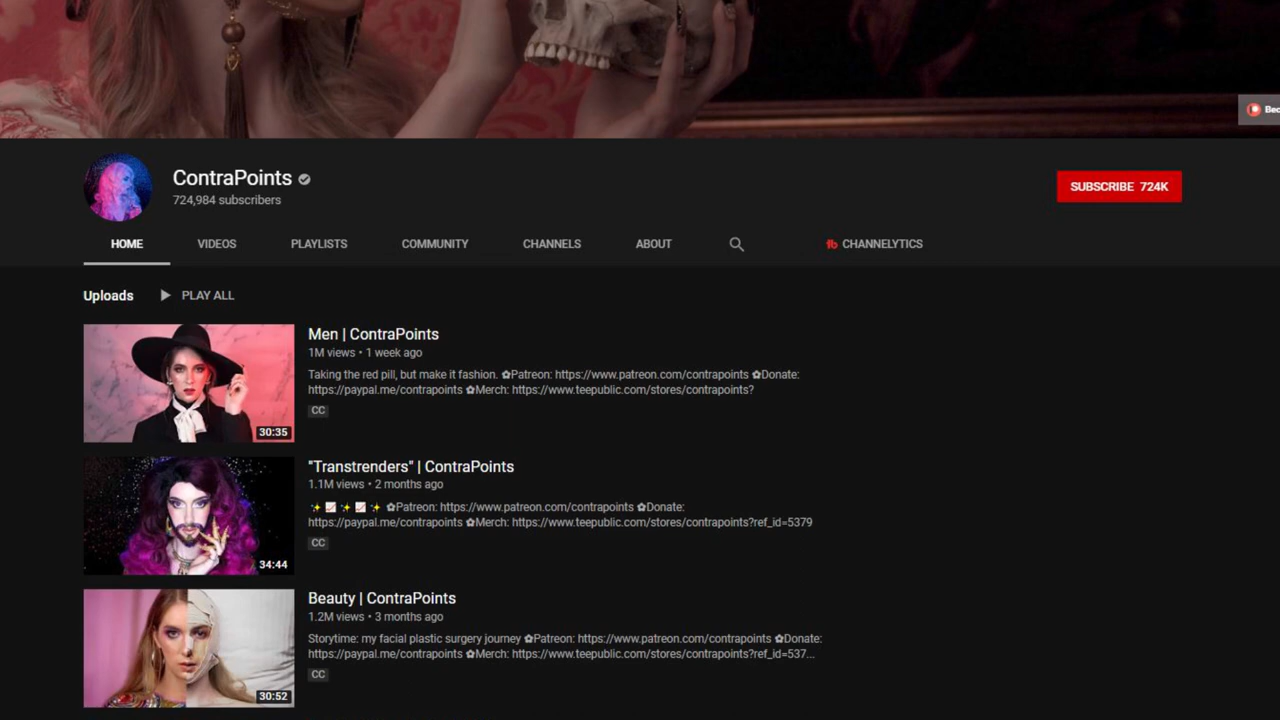 Bec
ContraPoints
724,984 subscribers
SUBSCRIBE 724K
HOME VIDEOS PLAYLISTS COMMUNITY CHANNELS ABOUT CHANNELYTICS
Uploads PLAY ALL
Men | ContraPoints
1M views • 1 week ago
Taking the red pill, but make it fashion. ✿Patreon: https://www.patreon.com/contrapoints ✿Donate:
https://paypal.me/contrapoints ✿Merch: https://www.teepublic.com/stores/contrapoints?
CC
30:35
"Transtrenders" | ContraPoints
1.1M views • 2 months ago
✨ 📈 ✨ 📈 ✨ ✿Patreon: https://www.patreon.com/contrapoints ✿Donate:
https://paypal.me/contrapoints ✿Merch: https://www.teepublic.com/stores/contrapoints?ref_id=5379
CC
34:44
Beauty | ContraPoints
1.2M views • 3 months ago
Storytime: my facial plastic surgery journey ✿Patreon: https://www.patreon.com/contrapoints ✿Donate:
https://paypal.me/contrapoints ✿Merch: https://www.teepublic.com/stores/contrapoints?ref_id=537...
CC
30:52